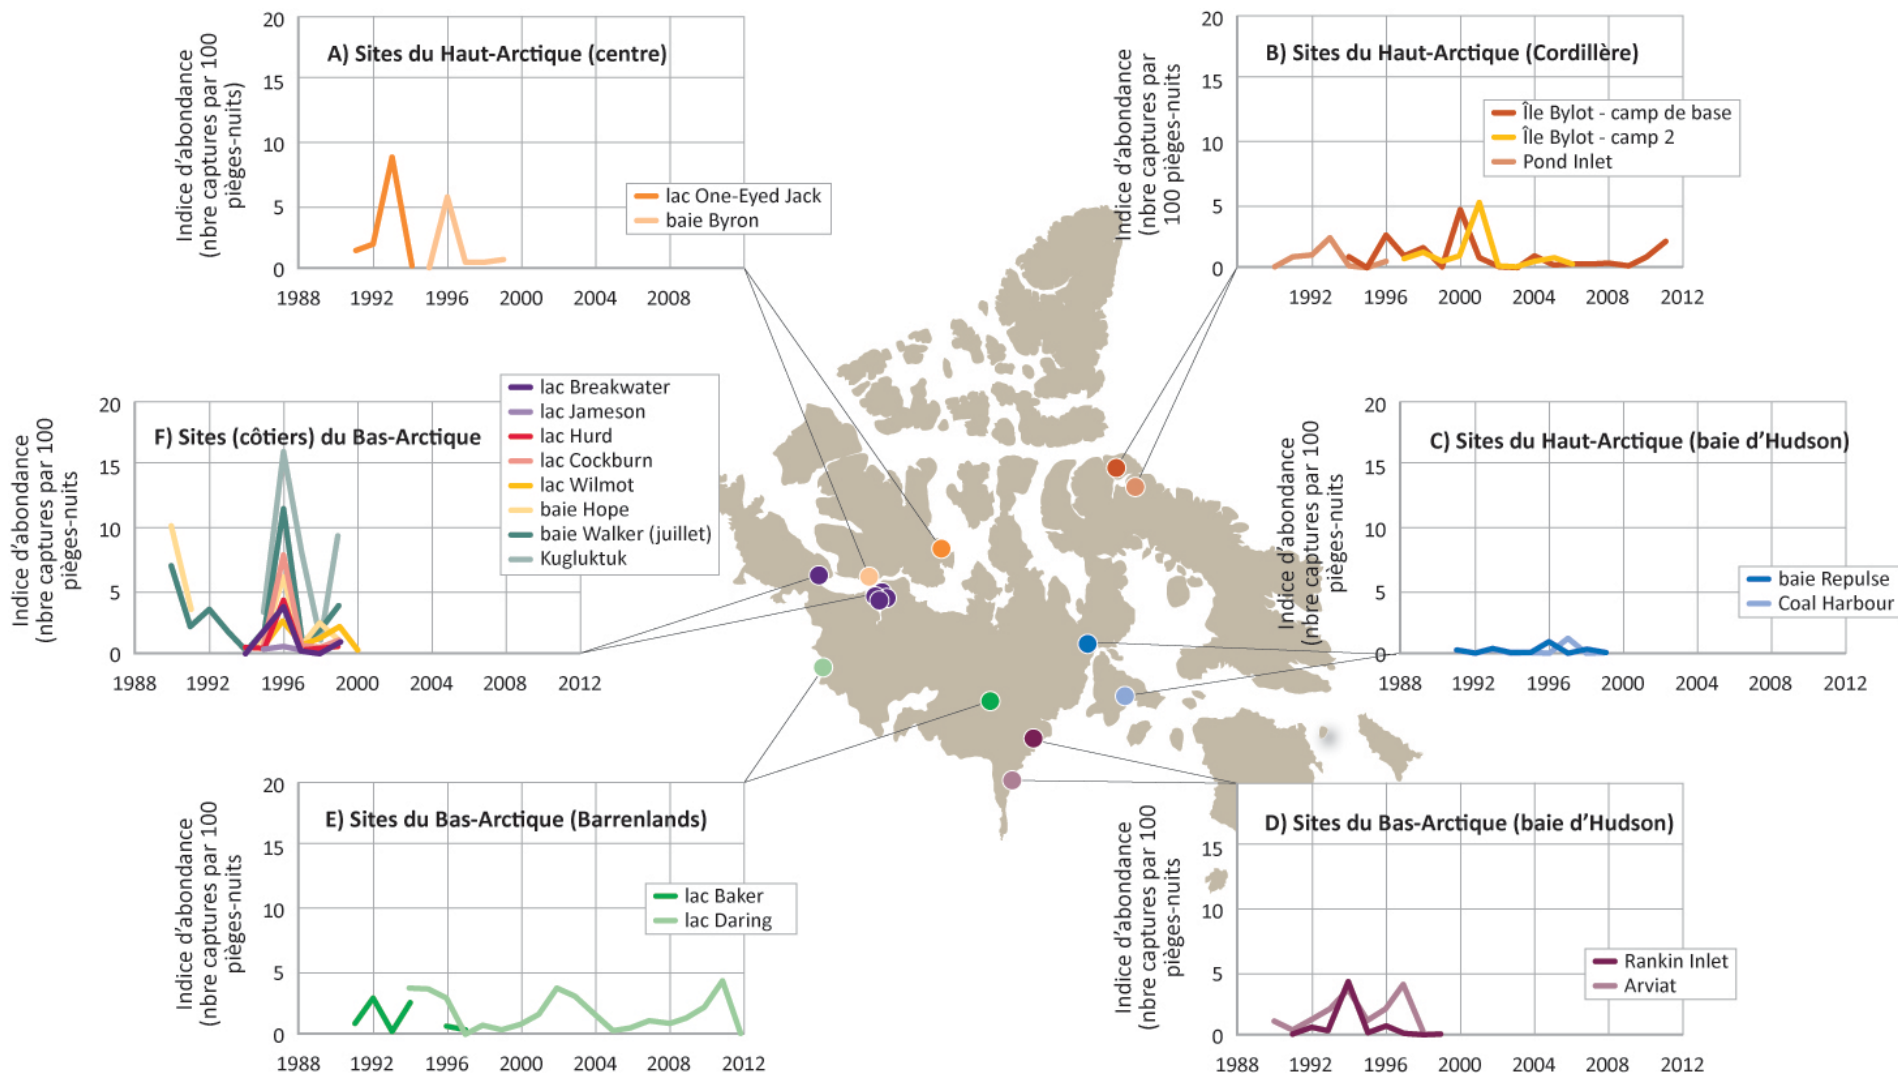 A) Sites du Haut-Arctique (centre)
Indice d'abondance
(nbre captures par 100
pièges-nuits)
20
15
10
5
0
1988 1992 1996 2000 2004 2008
lac One-Eyed Jack
baie Byron
B) Sites du Haut-Arctique (Cordillère)
Indice d'abondance
(nbre captures par
100 pièges-nuits
20
15
10
5
0
1992 1996 2000 2004 2008 2012
Île Bylot - camp de base
Île Bylot - camp 2
Pond Inlet
F) Sites (côtiers) du Bas-Arctique
Indice d'abondance
(nbre captures par 100
pièges-nuits
20
15
10
5
0
1988 1992 1996 2000 2004 2008 2012
lac Breakwater
lac Jameson
lac Hurd
lac Cockburn
lac Wilmot
baie Hope
baie Walker (juillet)
Kugluktuk
C) Sites du Haut-Arctique (baie d'Hudson)
Indice d'abondance
(nbre captures par 100
pièges-nuits
20
15
10
5
0
1988 1992 1996 2000 2004 2008 2012
baie Repulse
Coal Harbour
E) Sites du Bas-Arctique (Barrenlands)
Indice d'abondance
(nbre captures par 100
pièges-nuits
20
15
10
5
0
1988 1992 1996 2000 2004 2008 2012
lac Baker
lac Daring
D) Sites du Bas-Arctique (baie d'Hudson)
Indice d'abondance
(nbre captures par 100
pièges-nuits
15
10
5
0
1988 1992 1996 2000 2004 2008 2012
Rankin Inlet
Arviat